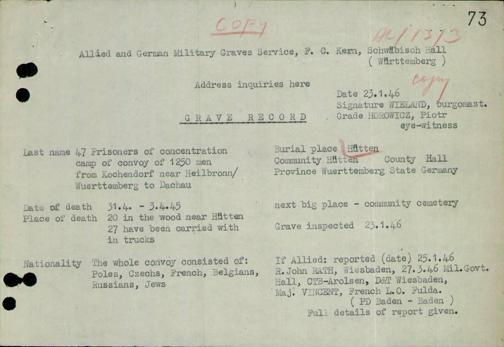 COPY
73
AC/1373
Allied and German Military Graves Service, P. C. Kern, Schwäbisch Hall
( Württemberg )
copy
Address inquiries here
Date 23.1.46
Signature WIELAND, burgomast.
Grade HOROWICZ, Piotr
eye-witness
GRAVE RECORD
Last name 47 Prisoners of concentration
camp of convoy of 1250 men
from Kochendorf near Heilbronn/
Wuerttemberg to Dachau
Burial place Hütten
Community Hütten County Hall
Province Wuerttemberg State Germany
Date of death 31.4. - 3.4.45
Place of death 20 in the wood near Hütten
27 have been carried with
in trucks
next big place - community cemetery
Grave inspected 23.1.46
Nationality The whole convoy consisted of:
Poles, Czechs, French, Belgians,
Russians, Jews
If Allied: reported (date) 25.1.46
R.John RATH, Wiesbaden, 27.3.46 Mil.Govt.
Hall, CTB-Arolsen, D&T Wiesbaden,
Maj. VINCENT, French L.O. Fulda.
( PD Baden - Baden )
Full details of report given.